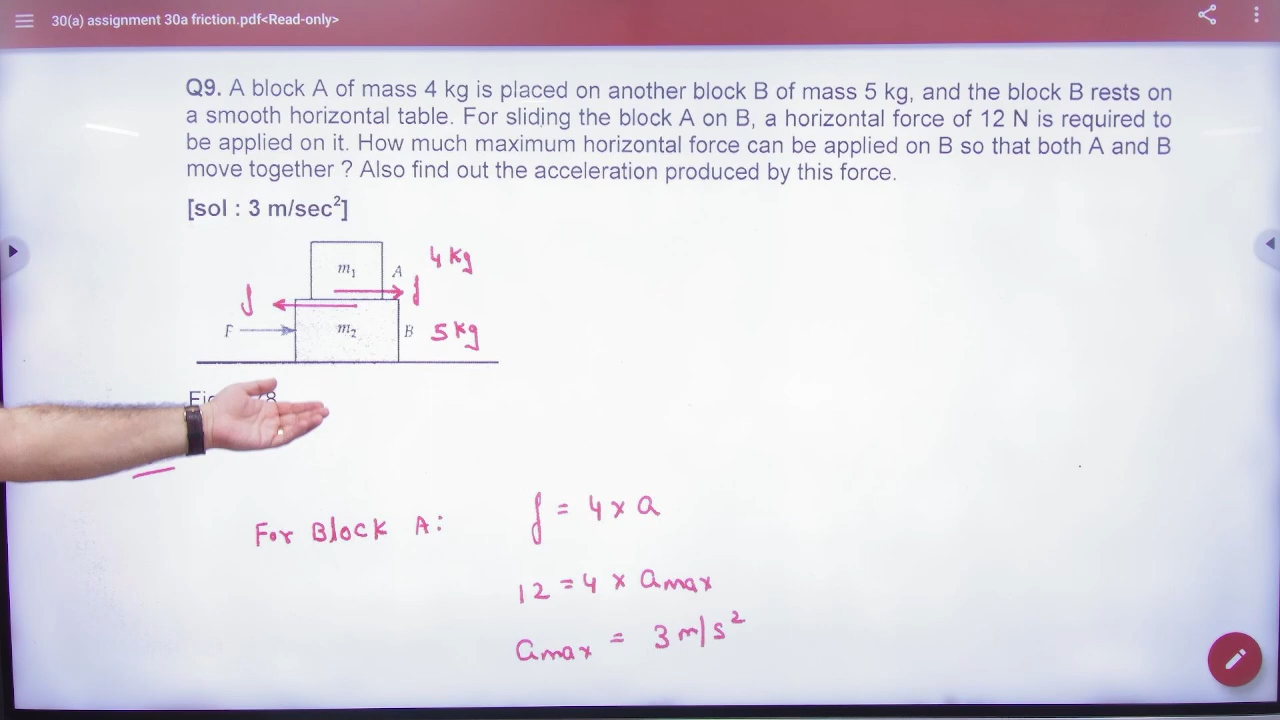 30(a) assignment 30a friction.pdf<Read-only>
Q9. A block A of mass 4 kg is placed on another block B of mass 5 kg, and the block B rests on
a smooth horizontal table. For sliding the block A on B, a horizontal force of 12 N is required to
be applied on it. How much maximum horizontal force can be applied on B so that both A and B
move together ? Also find out the acceleration produced by this force.
[sol : 3 m/sec²]
m₁ A 4 kg
f f
F m₂ B 5 kg
For Block A: f = 4 × a
12 = 4 × amax
amax = 3 m/s²